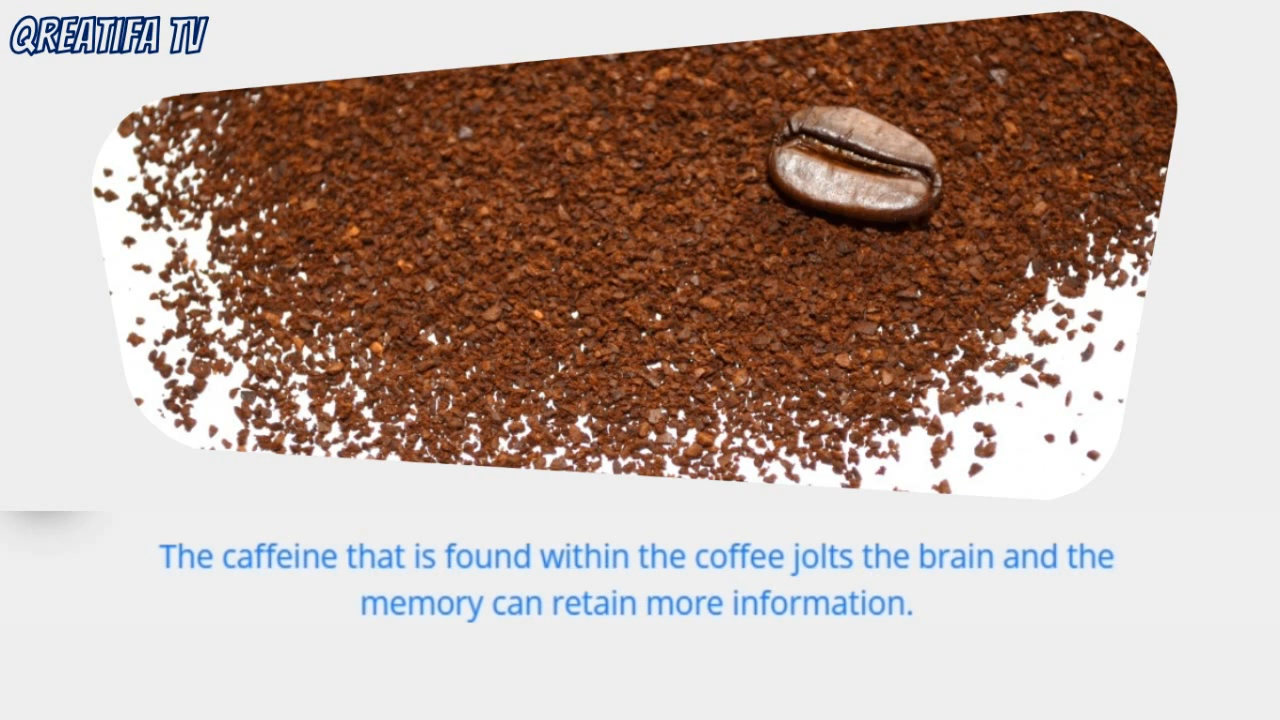 QREATIFA TV
The caffeine that is found within the coffee jolts the brain and the
memory can retain more information.